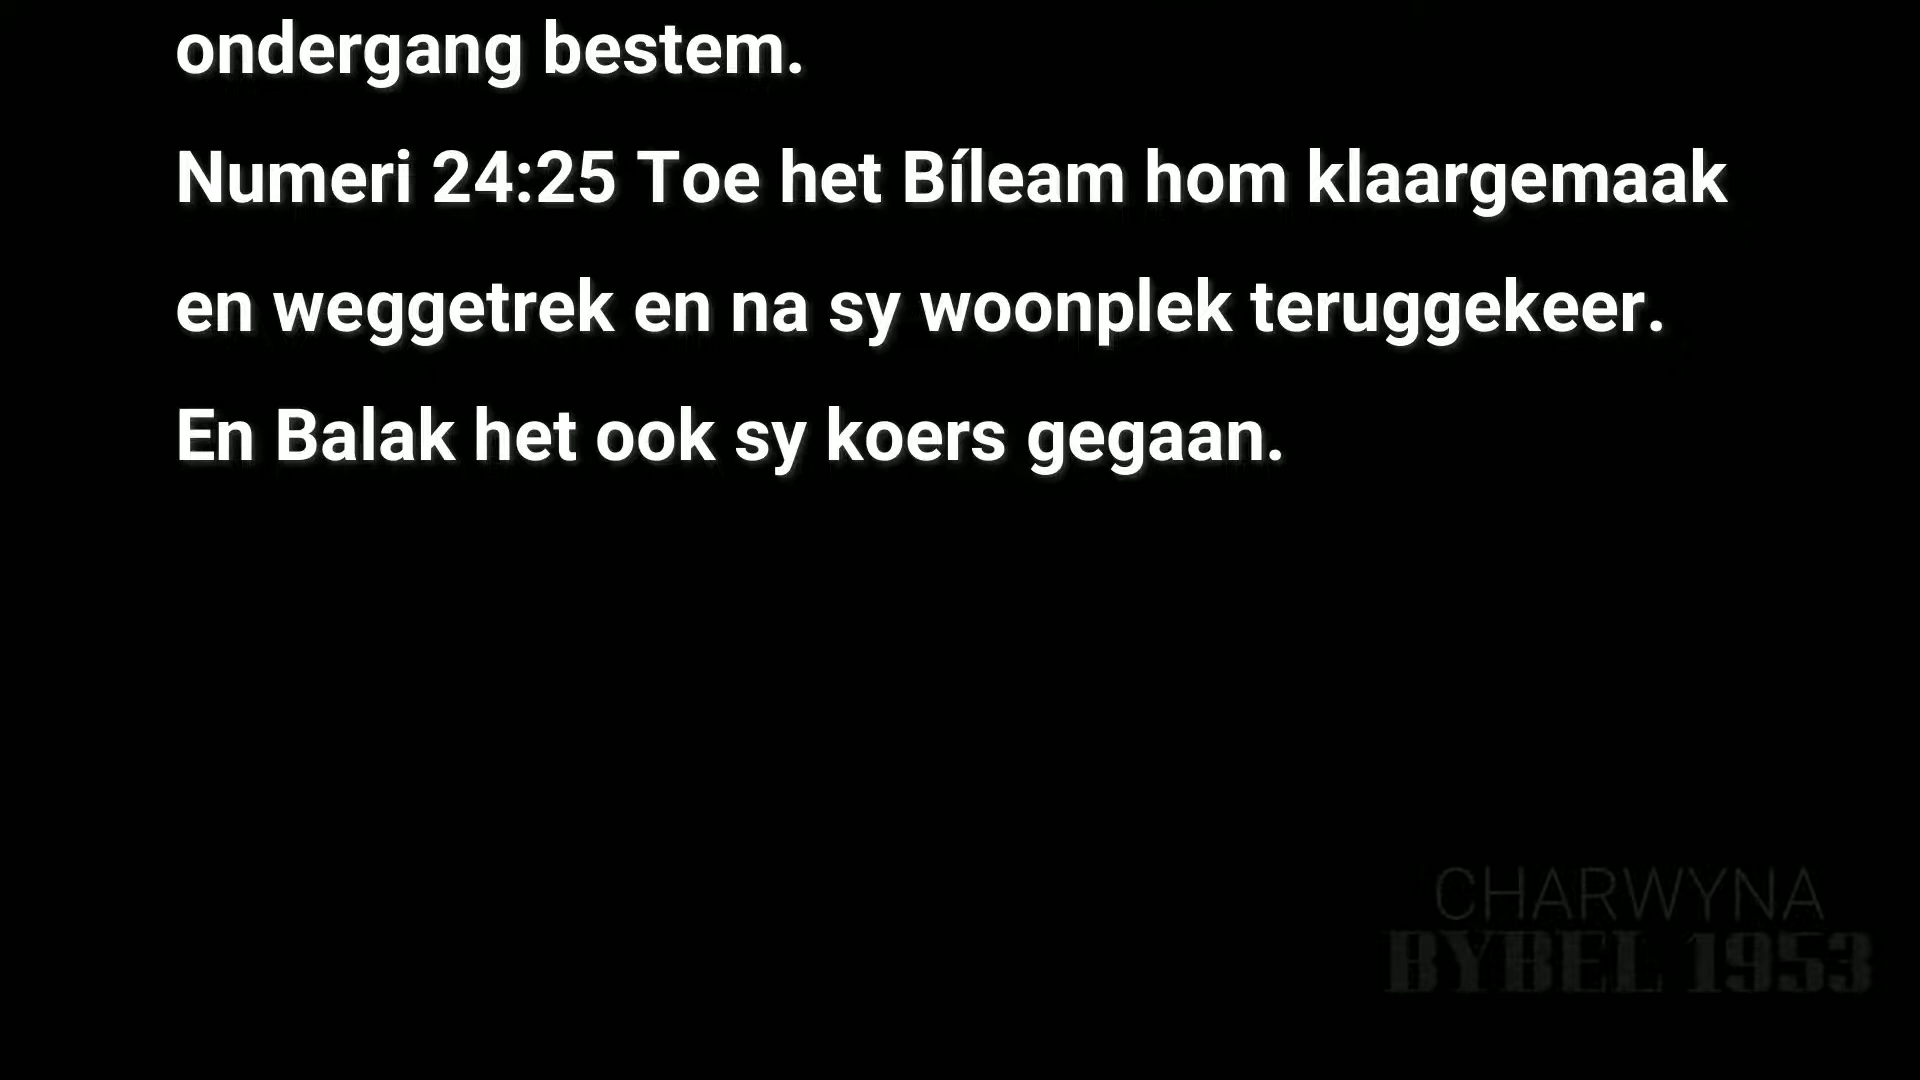 ondergang bestem.
Numeri 24:25 Toe het Bíleam hom klaargemaak
en weggetrek en na sy woonplek teruggekeer.
En Balak het ook sy koers gegaan.
CHARWYNA
BYBEL 1953